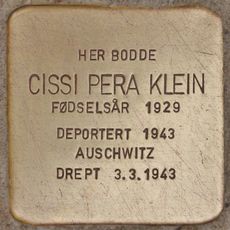 HER BODDE
CISSI PERA KLEIN
FØDSELSÅR 1929
DEPORTERT 1943
AUSCHWITZ
DREPT 3.3.1943